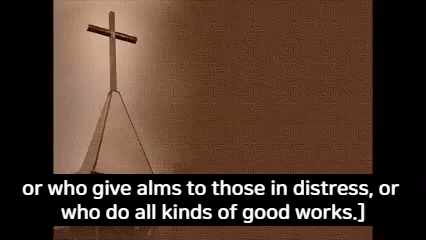 or who give alms to those in distress, or
who do all kinds of good works.]